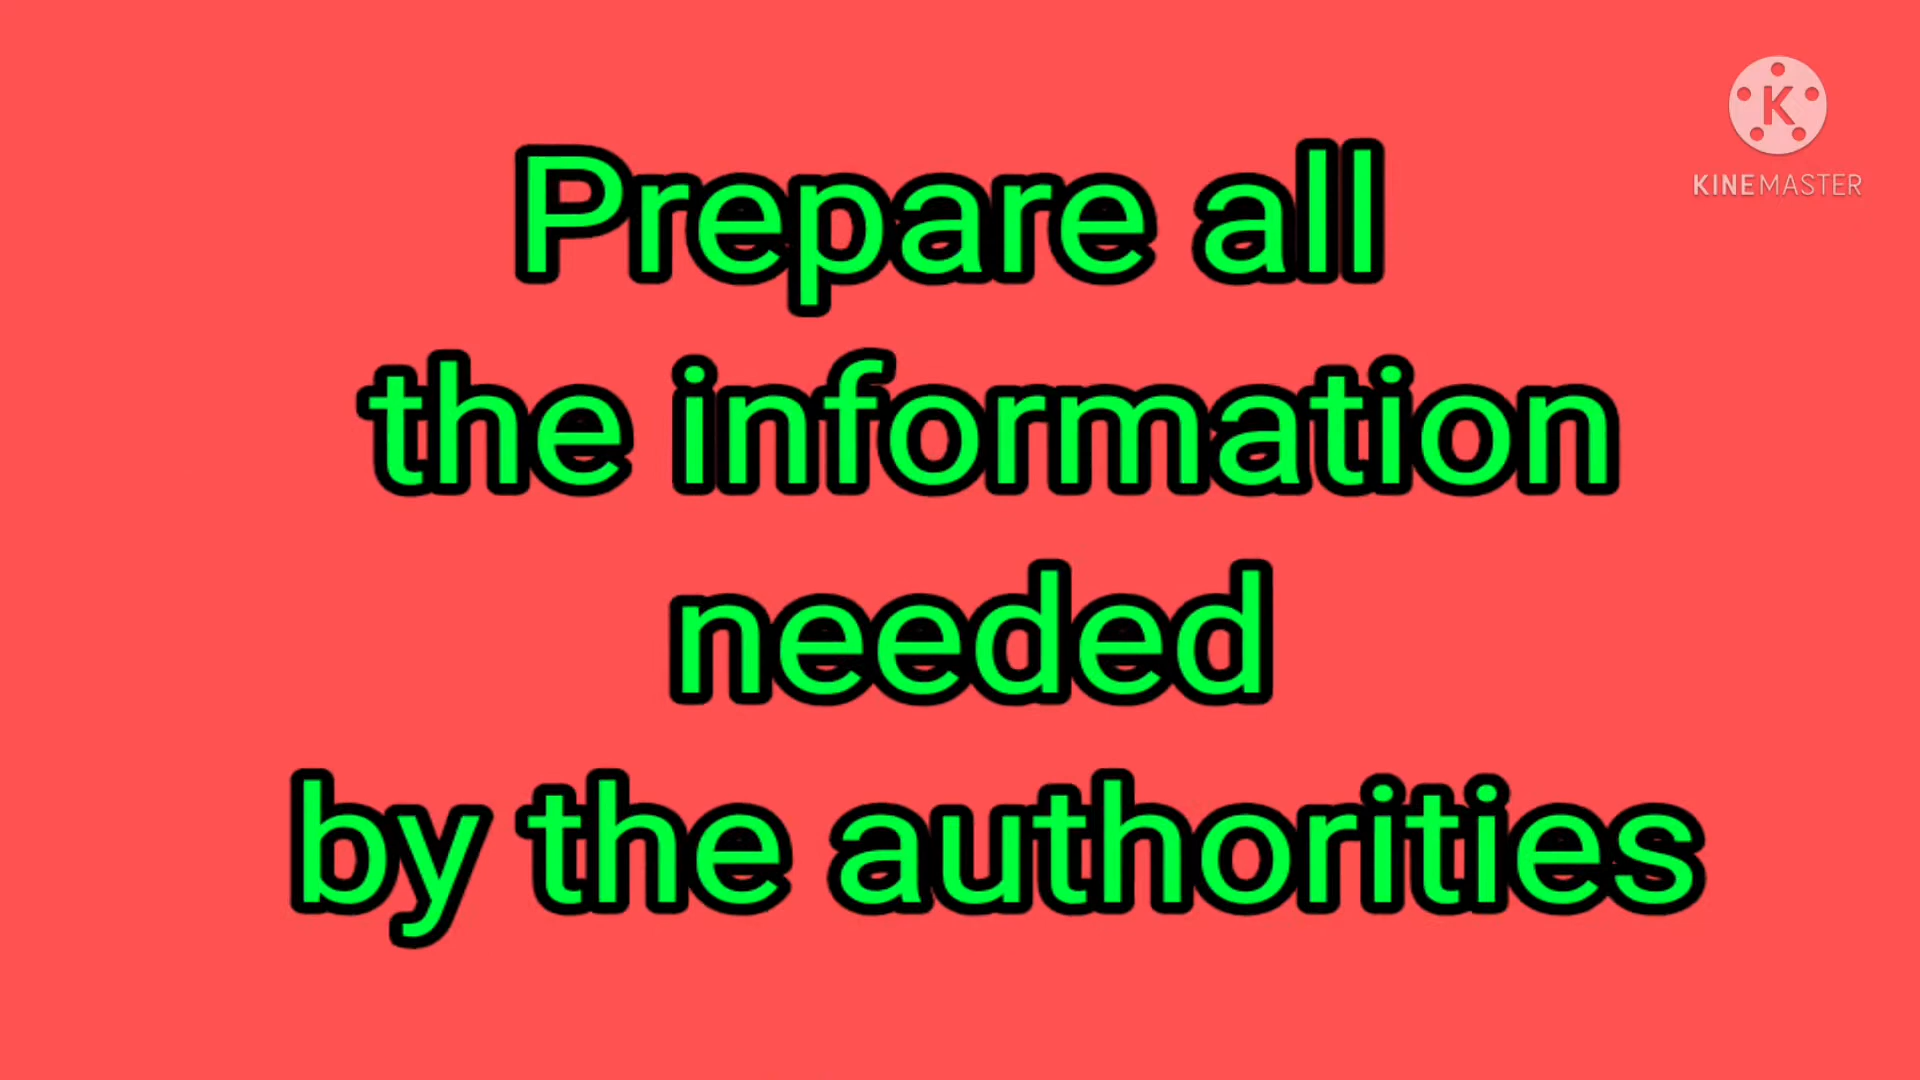 K
KINEMASTER
Prepare all
the information
needed
by the authorities